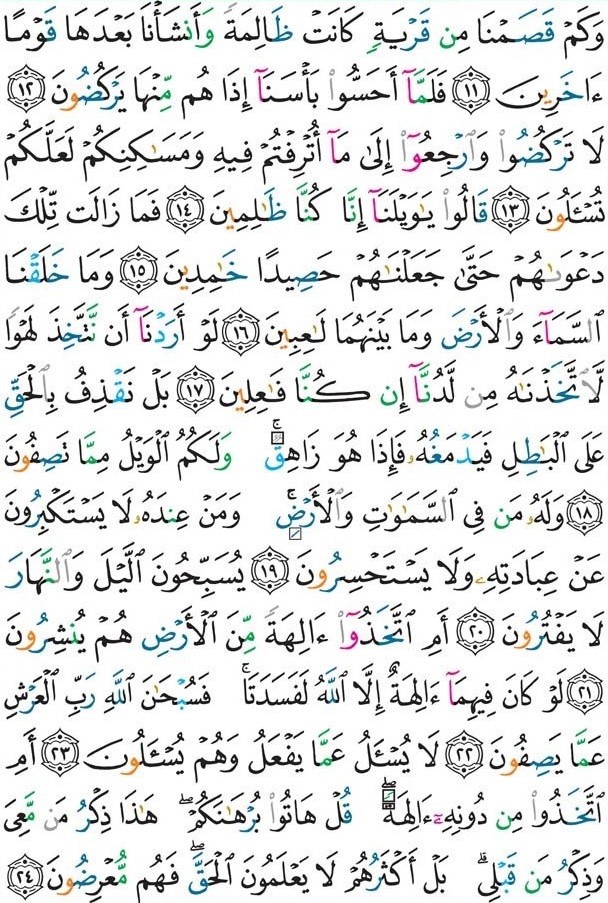 وَكَمْ قَصَمْنَا مِن قَرْيَةٍ كَانَتْ ظَالِمَةً وَأَنشَأْنَا بَعْدَهَا قَوْمًا
ءَاخَرِينَ ١١ فَلَمَّآ أَحَسُّوا۟ بَأْسَنَآ إِذَا هُم مِّنْهَا يَرْكُضُونَ ١٢
لَا تَرْكُضُوا۟ وَٱرْجِعُوٓا۟ إِلَىٰ مَآ أُتْرِفْتُمْ فِيهِ وَمَسَـٰكِنِكُمْ لَعَلَّكُمْ
تُسْـَٔلُونَ ١٣ قَالُوا۟ يَـٰوَيْلَنَآ إِنَّا كُنَّا ظَـٰلِمِينَ ١٤ فَمَا زَالَت تِّلْكَ
دَعْوَىٰهُمْ حَتَّىٰ جَعَلْنَـٰهُمْ حَصِيدًا خَـٰمِدِينَ ١٥ وَمَا خَلَقْنَا
ٱلسَّمَآءَ وَٱلْأَرْضَ وَمَا بَيْنَهُمَا لَـٰعِبِينَ ١٦ لَوْ أَرَدْنَآ أَن نَّتَّخِذَ لَهْوًا
لَّٱتَّخَذْنَـٰهُ مِن لَّدُنَّآ إِن كُنَّا فَـٰعِلِينَ ١٧ بَلْ نَقْذِفُ بِٱلْحَقِّ
عَلَى ٱلْبَـٰطِلِ فَيَدْمَغُهُۥ فَإِذَا هُوَ زَاهِقٌ ۚ وَلَكُمُ ٱلْوَيْلُ مِمَّا تَصِفُونَ
١٨ وَلَهُۥ مَن فِى ٱلسَّمَـٰوَٰتِ وَٱلْأَرْضِ ۚ وَمَنْ عِندَهُۥ لَا يَسْتَكْبِرُونَ
عَنْ عِبَادَتِهِۦ وَلَا يَسْتَحْسِرُونَ ١٩ يُسَبِّحُونَ ٱلَّيْلَ وَٱلنَّهَارَ
لَا يَفْتُرُونَ ٢٠ أَمِ ٱتَّخَذُوٓا۟ ءَالِهَةً مِّنَ ٱلْأَرْضِ هُمْ يُنشِرُونَ
٢١ لَوْ كَانَ فِيهِمَآ ءَالِهَةٌ إِلَّا ٱللَّهُ لَفَسَدَتَا ۚ فَسُبْحَـٰنَ ٱللَّهِ رَبِّ ٱلْعَرْشِ
عَمَّا يَصِفُونَ ٢٢ لَا يُسْـَٔلُ عَمَّا يَفْعَلُ وَهُمْ يُسْـَٔلُونَ ٢٣ أَمِ
ٱتَّخَذُوا۟ مِن دُونِهِۦٓ ءَالِهَةً ۖ قُلْ هَاتُوا۟ بُرْهَـٰنَكُمْ ۖ هَـٰذَا ذِكْرُ مَن مَّعِىَ
وَذِكْرُ مَن قَبْلِى ۗ بَلْ أَكْثَرُهُمْ لَا يَعْلَمُونَ ٱلْحَقَّ ۖ فَهُم مُّعْرِضُونَ ٢٤